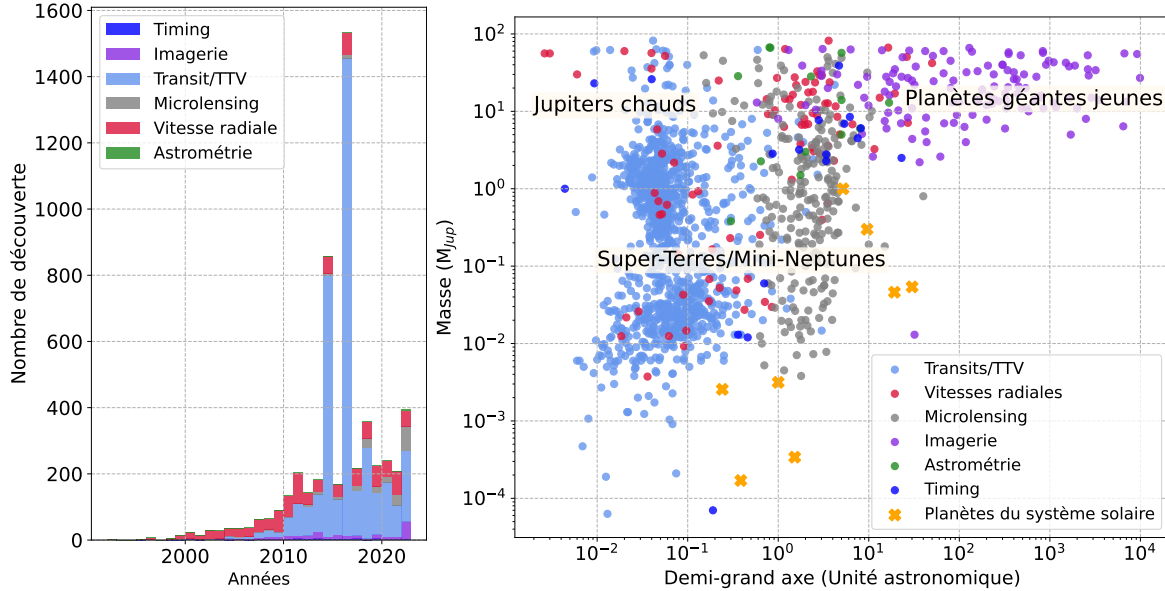 Nombre de découverte
1600
1400
1200
1000
800
600
400
200
0
2000
2010
2020
Années
Timing
Imagerie
Transit/TTV
Microlensing
Vitesse radiale
Astrométrie
Masse (M_Jup)
10²
10¹
10⁰
10⁻¹
10⁻²
10⁻³
10⁻⁴
Jupiters chauds
Planètes géantes jeunes
Super-Terres/Mini-Neptunes
Transits/TTV
Vitesses radiales
Microlensing
Imagerie
Astrométrie
Timing
Planètes du système solaire
10⁻²
10⁻¹
10⁰
10¹
10²
10³
10⁴
Demi-grand axe (Unité astronomique)